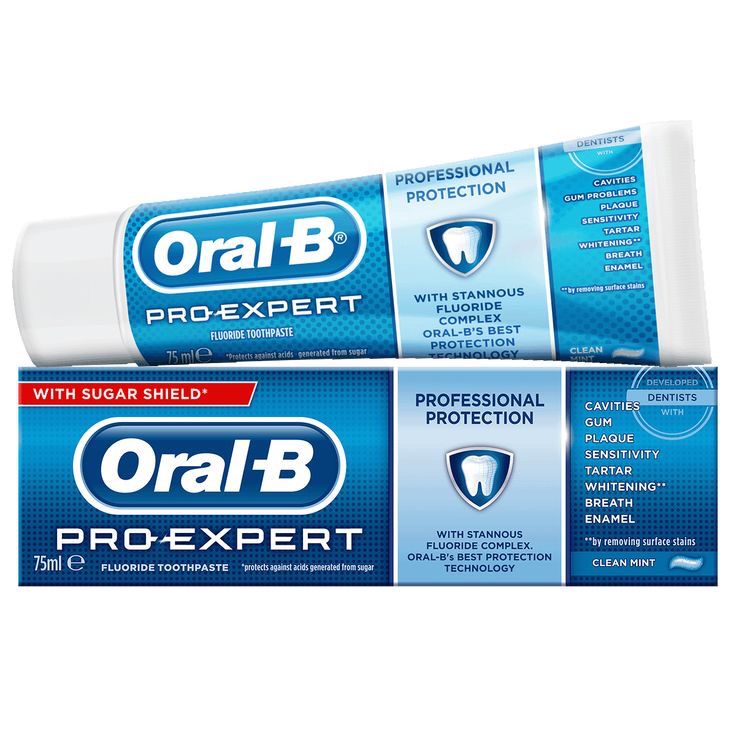 DENTISTS
WITH
PROFESSIONAL
PROTECTION
CAVITIES
GUM PROBLEMS
PLAQUE
SENSITIVITY
TARTAR
WHITENING**
BREATH
ENAMEL
**by removing surface stains
Oral-B®
PRO-EXPERT
FLUORIDE TOOTHPASTE
75 ml e
*Protects against acids generated from sugar
WITH STANNOUS
FLUORIDE
COMPLEX
ORAL-B'S BEST
PROTECTION
TECHNOLOGY
CLEAN
MINT
WITH SUGAR SHIELD*
Oral-B
PRO-EXPERT
75ml e
FLUORIDE TOOTHPASTE
*protects against acids generated from sugar
PROFESSIONAL
PROTECTION
WITH STANNOUS
FLUORIDE COMPLEX.
ORAL-B's BEST PROTECTION
TECHNOLOGY
DEVELOPED
DENTISTS
WITH
CAVITIES
GUM
PLAQUE
SENSITIVITY
TARTAR
WHITENING**
BREATH
ENAMEL
**by removing surface stains
CLEAN MINT